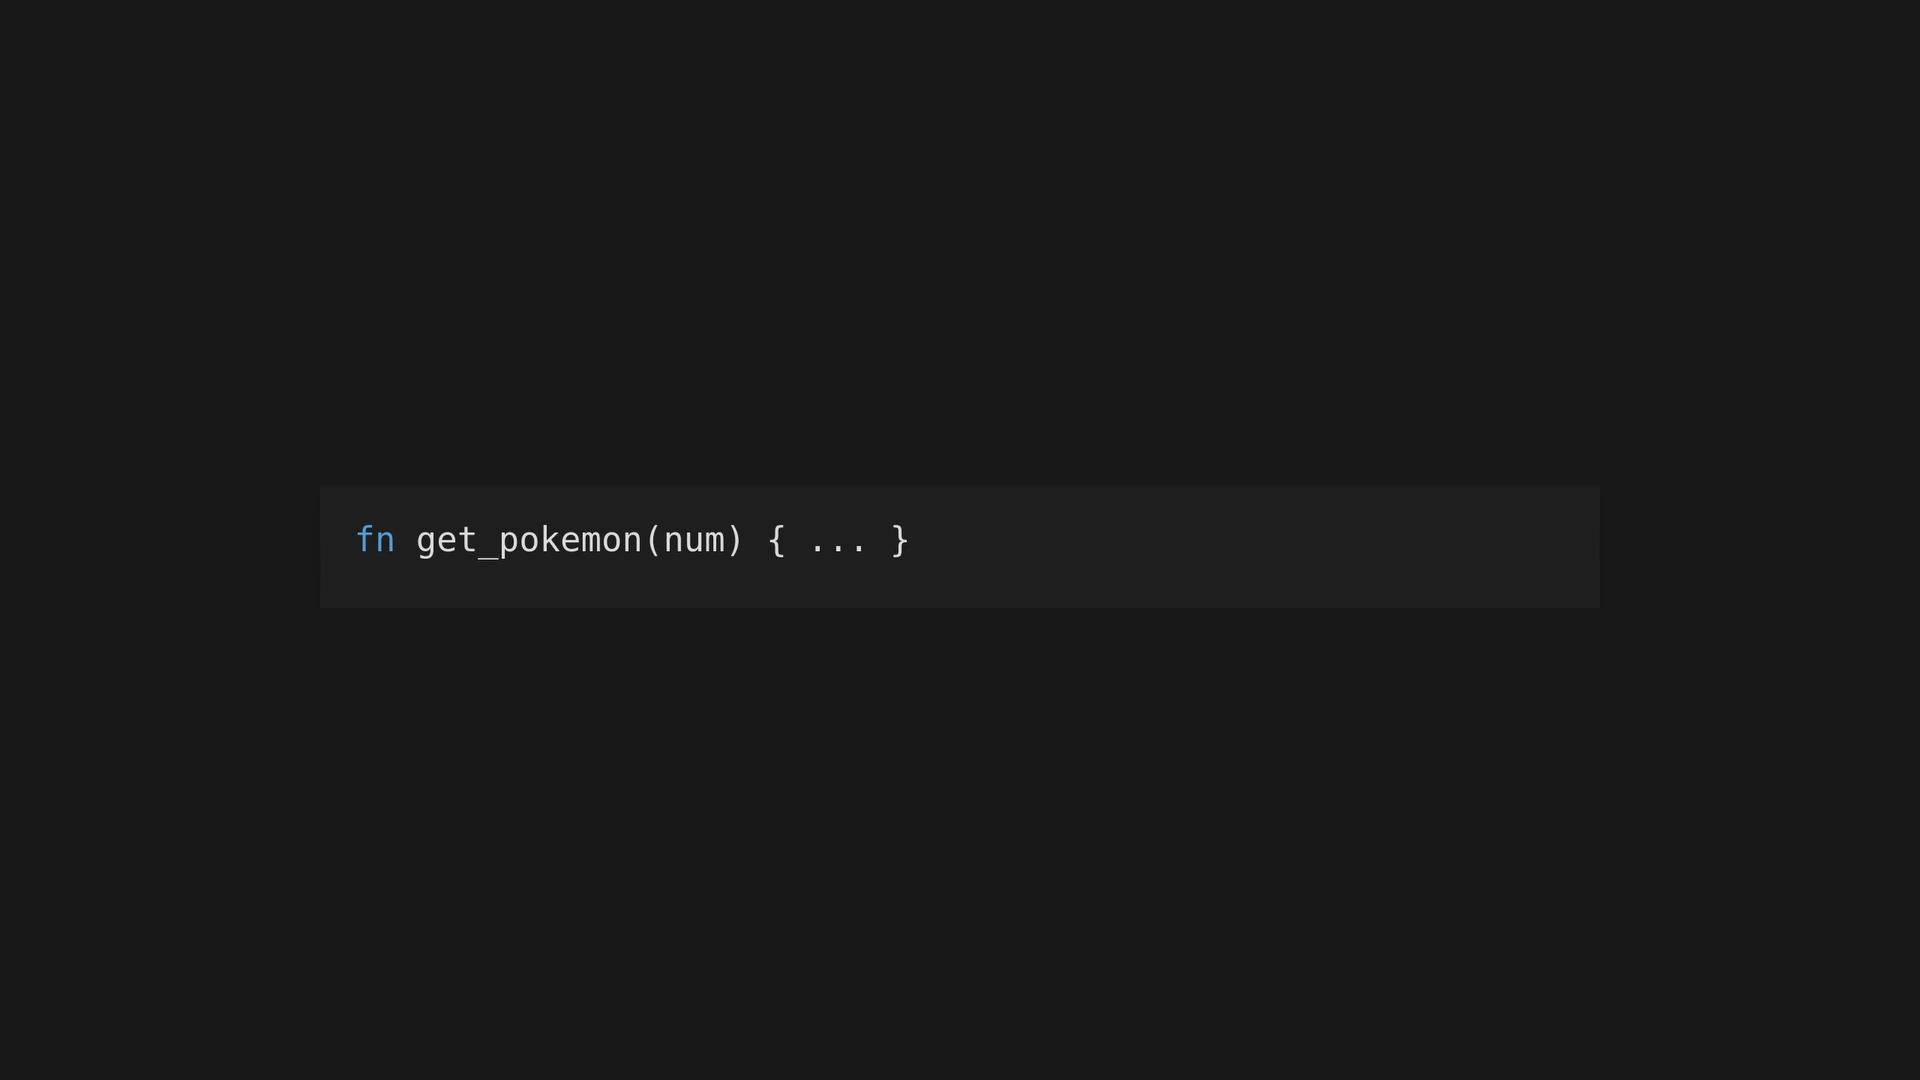 fn get_pokemon(num) { ... }